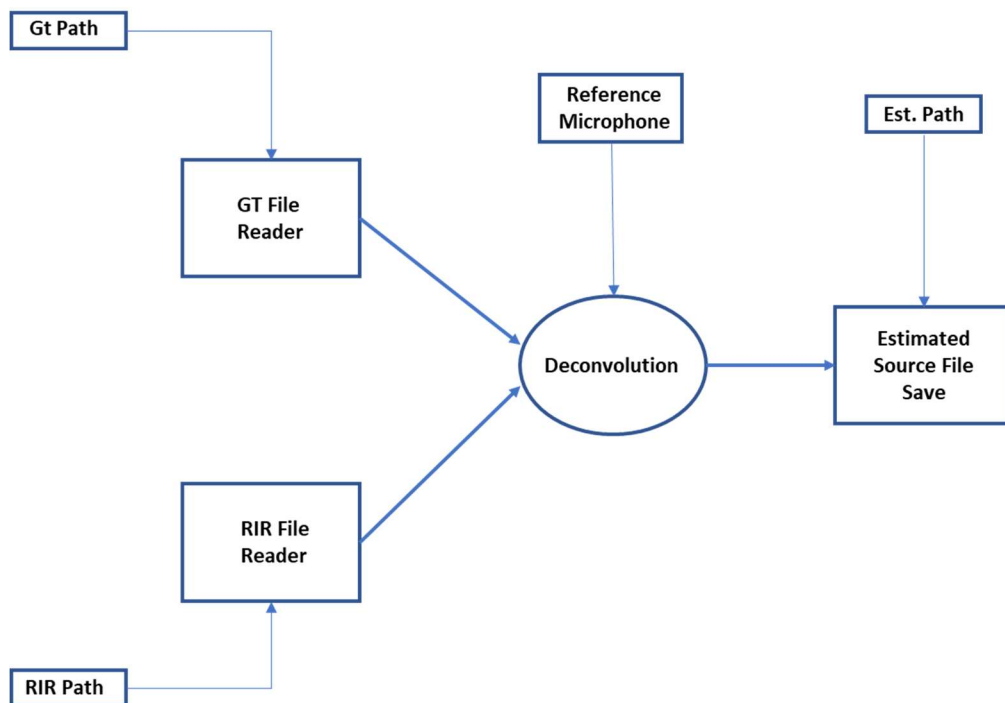 Gt Path
Reference
Microphone
Est. Path
GT File
Reader
Deconvolution
Estimated
Source File
Save
RIR File
Reader
RIR Path